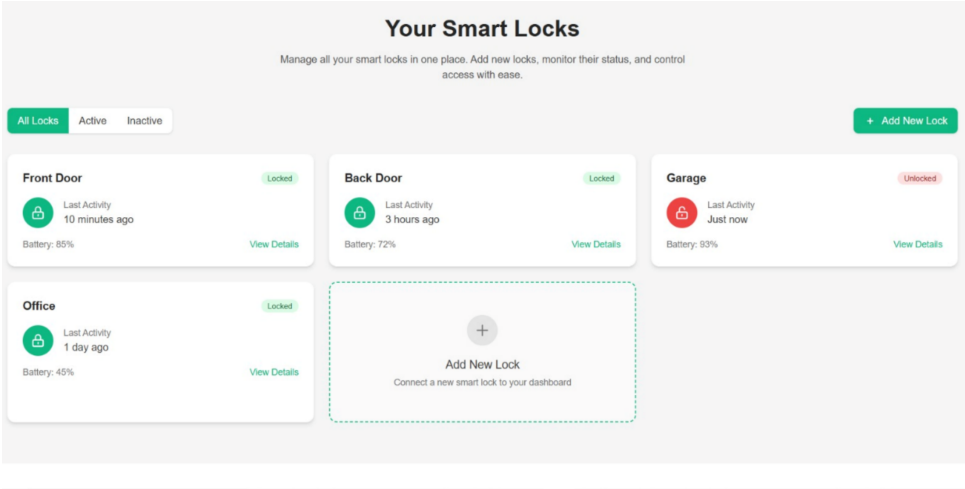 Your Smart Locks
Manage all your smart locks in one place. Add new locks, monitor their status, and control
access with ease.
All Locks Active Inactive
+ Add New Lock
Front Door Locked
Last Activity
10 minutes ago
Battery: 85% View Details
Back Door Locked
Last Activity
3 hours ago
Battery: 72% View Details
Garage Unlocked
Last Activity
Just now
Battery: 93% View Details
Office Locked
Last Activity
1 day ago
Battery: 45% View Details
Add New Lock
Connect a new smart lock to your dashboard